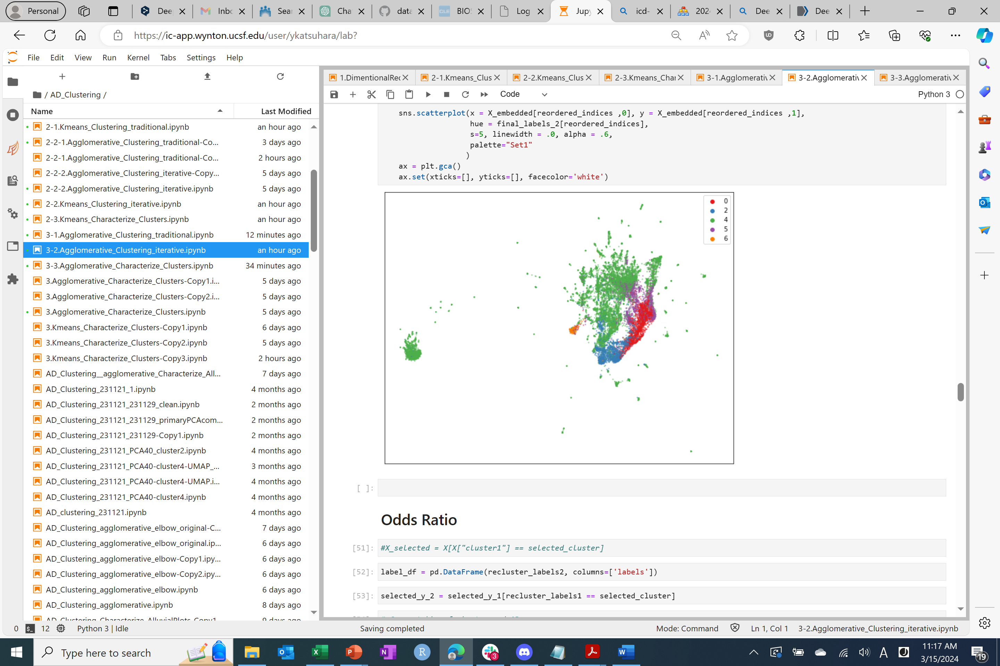 Personal
Dee
Inbo
Sear
Cha
data
CLE BIO
Log
Jupy
icd-
202
Dee
Dee
https://ic-app.wynton.ucsf.edu/user/ykatsuhara/lab?
File Edit View Run Kernel Tabs Settings Help
/ AD_Clustering /
Name Last Modified
2-1.Kmeans_Clustering_traditional.ipynb an hour ago
2-2-1.Agglomerative_Clustering_traditional-Co... 3 days ago
2-2-1.Agglomerative_Clustering_traditional-Co... 2 hours ago
2-2-2.Agglomerative_Clustering_iterative-Copy... 5 days ago
2-2-2.Agglomerative_Clustering_iterative.ipynb 5 days ago
2-2.Kmeans_Clustering_iterative.ipynb an hour ago
2-3.Kmeans_Characterize_Clusters.ipynb an hour ago
3-1.Agglomerative_Clustering_traditional.ipynb 12 minutes ago
3-2.Agglomerative_Clustering_iterative.ipynb an hour ago
3-3.Agglomerative_Characterize_Clusters.ipynb 34 minutes ago
3.Agglomerative_Characterize_Clusters-Copy1.i... 5 days ago
3.Agglomerative_Characterize_Clusters-Copy2.i... 5 days ago
3.Agglomerative_Characterize_Clusters.ipynb 5 days ago
3.Kmeans_Characterize_Clusters-Copy1.ipynb 6 days ago
3.Kmeans_Characterize_Clusters-Copy2.ipynb 5 days ago
3.Kmeans_Characterize_Clusters-Copy3.ipynb 2 hours ago
AD_Clustering__agglomerative_Characterize_All... 7 days ago
AD_Clustering_231121_1.ipynb 4 months ago
AD_Clustering_231121_231129_clean.ipynb 2 months ago
AD_Clustering_231121_231129_primaryPCAcom... 2 months ago
AD_Clustering_231121_231129-Copy1.ipynb 2 months ago
AD_Clustering_231121_PCA40_cluster2.ipynb 4 months ago
AD_Clustering_231121_PCA40-cluster4-UMAP_... 3 months ago
AD_Clustering_231121_PCA40-cluster4-UMAP.i... 4 months ago
AD_Clustering_231121_PCA40-cluster4.ipynb 4 months ago
AD_clustering_231121.ipynb 4 months ago
AD_Clustering_agglomerative_elbow_original-C... 7 days ago
AD_Clustering_agglomerative_elbow_original.ip... 6 days ago
AD_Clustering_agglomerative_elbow-Copy1.ipy... 6 days ago
AD_Clustering_agglomerative_elbow-Copy2.ipy... 6 days ago
AD_Clustering_agglomerative_elbow.ipynb 6 days ago
AD_Clustering_agglomerative.ipynb 8 days ago
AD_Clustering_Characterize_AlluvialPlots-Copy1 9 days ago
1.DimentionalRec
2-1.Kmeans_Clus
2-2.Kmeans_Clus
2-3.Kmeans_Char
3-1.Agglomerativ
3-2.Agglomerativ
3-3.Agglomerativ
Code
Python 3
sns.scatterplot(x = X_embedded[reordered_indices ,0], y = X_embedded[reordered_indices ,1],
hue = final_labels_2[reordered_indices],
s=5, linewidth = .0, alpha = .6,
palette="Set1"
)
ax = plt.gca()
ax.set(xticks=[], yticks=[], facecolor='white')
0
2
4
5
6
[ ]:
Odds Ratio
[51]: #X_selected = X[X["cluster1"] == selected_cluster]
[52]: label_df = pd.DataFrame(recluster_labels2, columns=['labels'])
[53]: selected_y_2 = selected_y_1[recluster_labels1 == selected_cluster]
0 $_ 12 Python 3 | Idle Saving completed Mode: Command Ln 1, Col 1 3-2.Agglomerative_Clustering_iterative.ipynb
Type here to search
3
A
11:17 AM
3/15/2024
19